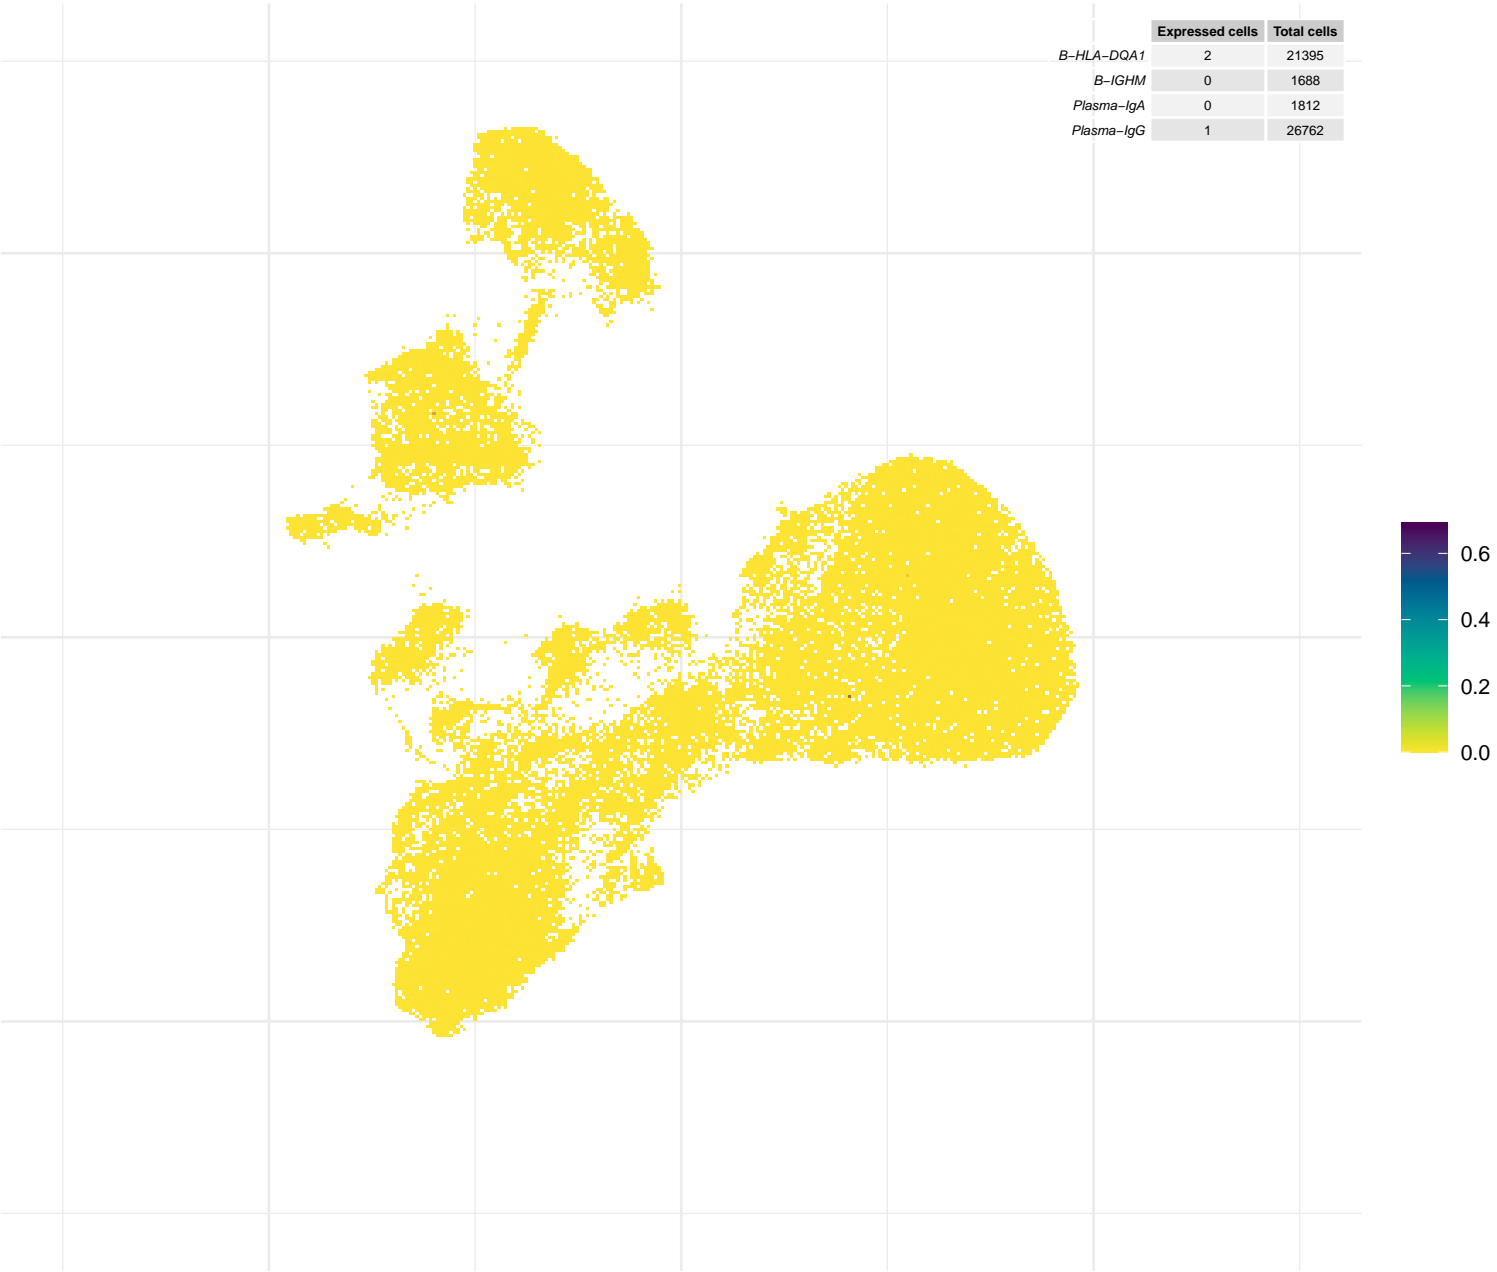 Expressed cells Total cells
B−HLA−DQA1 2 21395
B−IGHM 0 1688
Plasma−IgA 0 1812
Plasma−IgG 1 26762
0.6
0.4
0.2
0.0